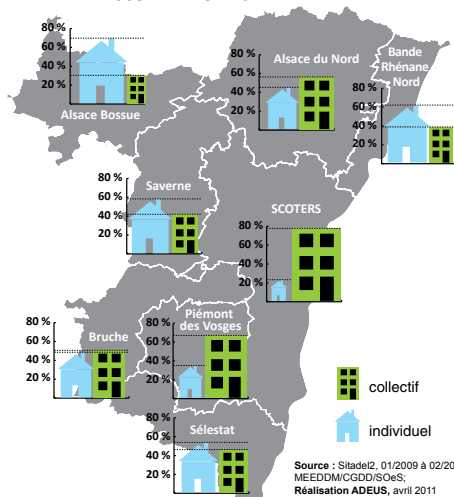 80 %
60 %
40 %
20 %
Alsace Bossue
80 %
60 %
40 %
20 %
Alsace du Nord
Bande
Rhénane
Nord
80 %
60 %
40 %
20 %
Saverne
80 %
60 %
40 %
20 %
SCOTERS
80 %
60 %
40 %
20 %
Bruche
80 %
60 %
40 %
20 %
Piémont
des Vosges
80 %
60 %
40 %
20 %
Sélestat
80 %
60 %
40 %
20 %
collectif
individuel
Source : Sitadel2, 01/2009 à 02/20
MEEDDM/CGDD/SOeS;
Réalisation ADEUS, avril 2011